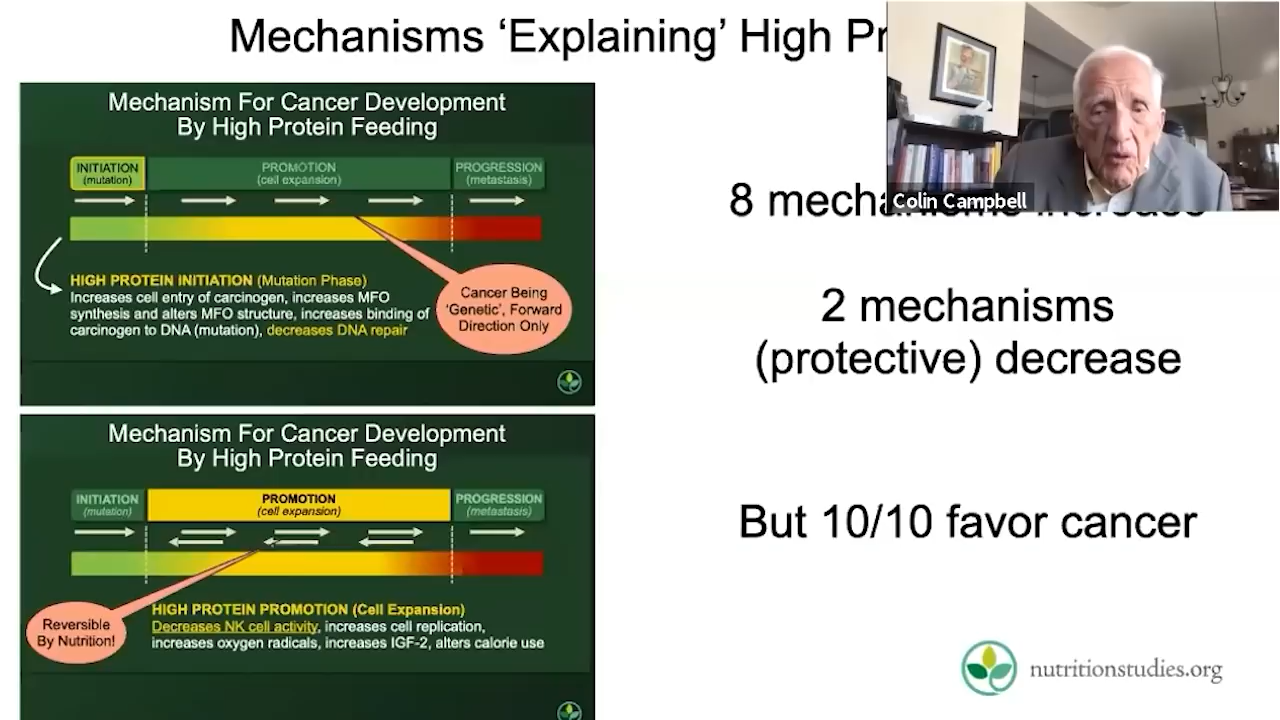 Mechanisms ‘Explaining’ High
Colin Campbell
Mechanism For Cancer Development
By High Protein Feeding
INITIATION
(mutation)
PROMOTION
(cell expansion)
PROGRESSION
(metastasis)
HIGH PROTEIN INITIATION (Mutation Phase)
Increases cell entry of carcinogen, increases MFO
synthesis and alters MFO structure, increases binding of
carcinogen to DNA (mutation), decreases DNA repair
Cancer Being
‘Genetic’, Forward
Direction Only
Mechanism For Cancer Development
By High Protein Feeding
INITIATION
(mutation)
PROMOTION
(cell expansion)
PROGRESSION
(metastasis)
Reversible
By Nutrition!
HIGH PROTEIN PROMOTION (Cell Expansion)
Decreases NK cell activity, increases cell replication,
increases oxygen radicals, increases IGF-2, alters calorie use
8 mechanisms increase
2 mechanisms
(protective) decrease
But 10/10 favor cancer
nutritionstudies.org